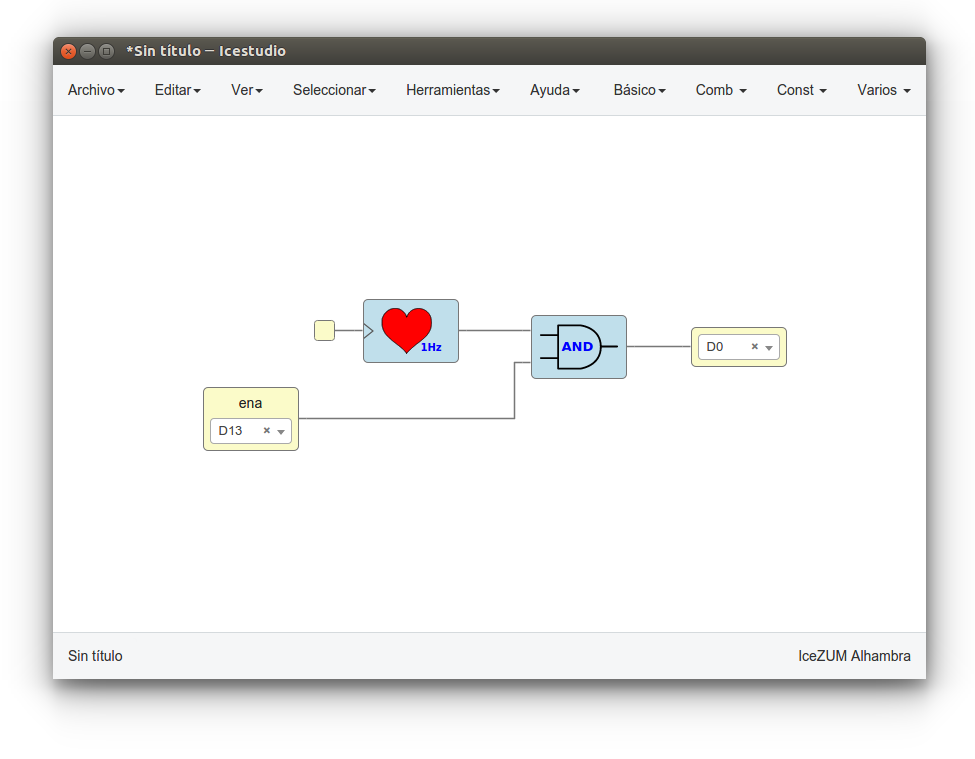 *Sin título – Icestudio
Archivo Editar Ver Seleccionar Herramientas Ayuda Básico Comb Const Varios
1Hz
AND
D0
ena
D13
Sin título IceZUM Alhambra